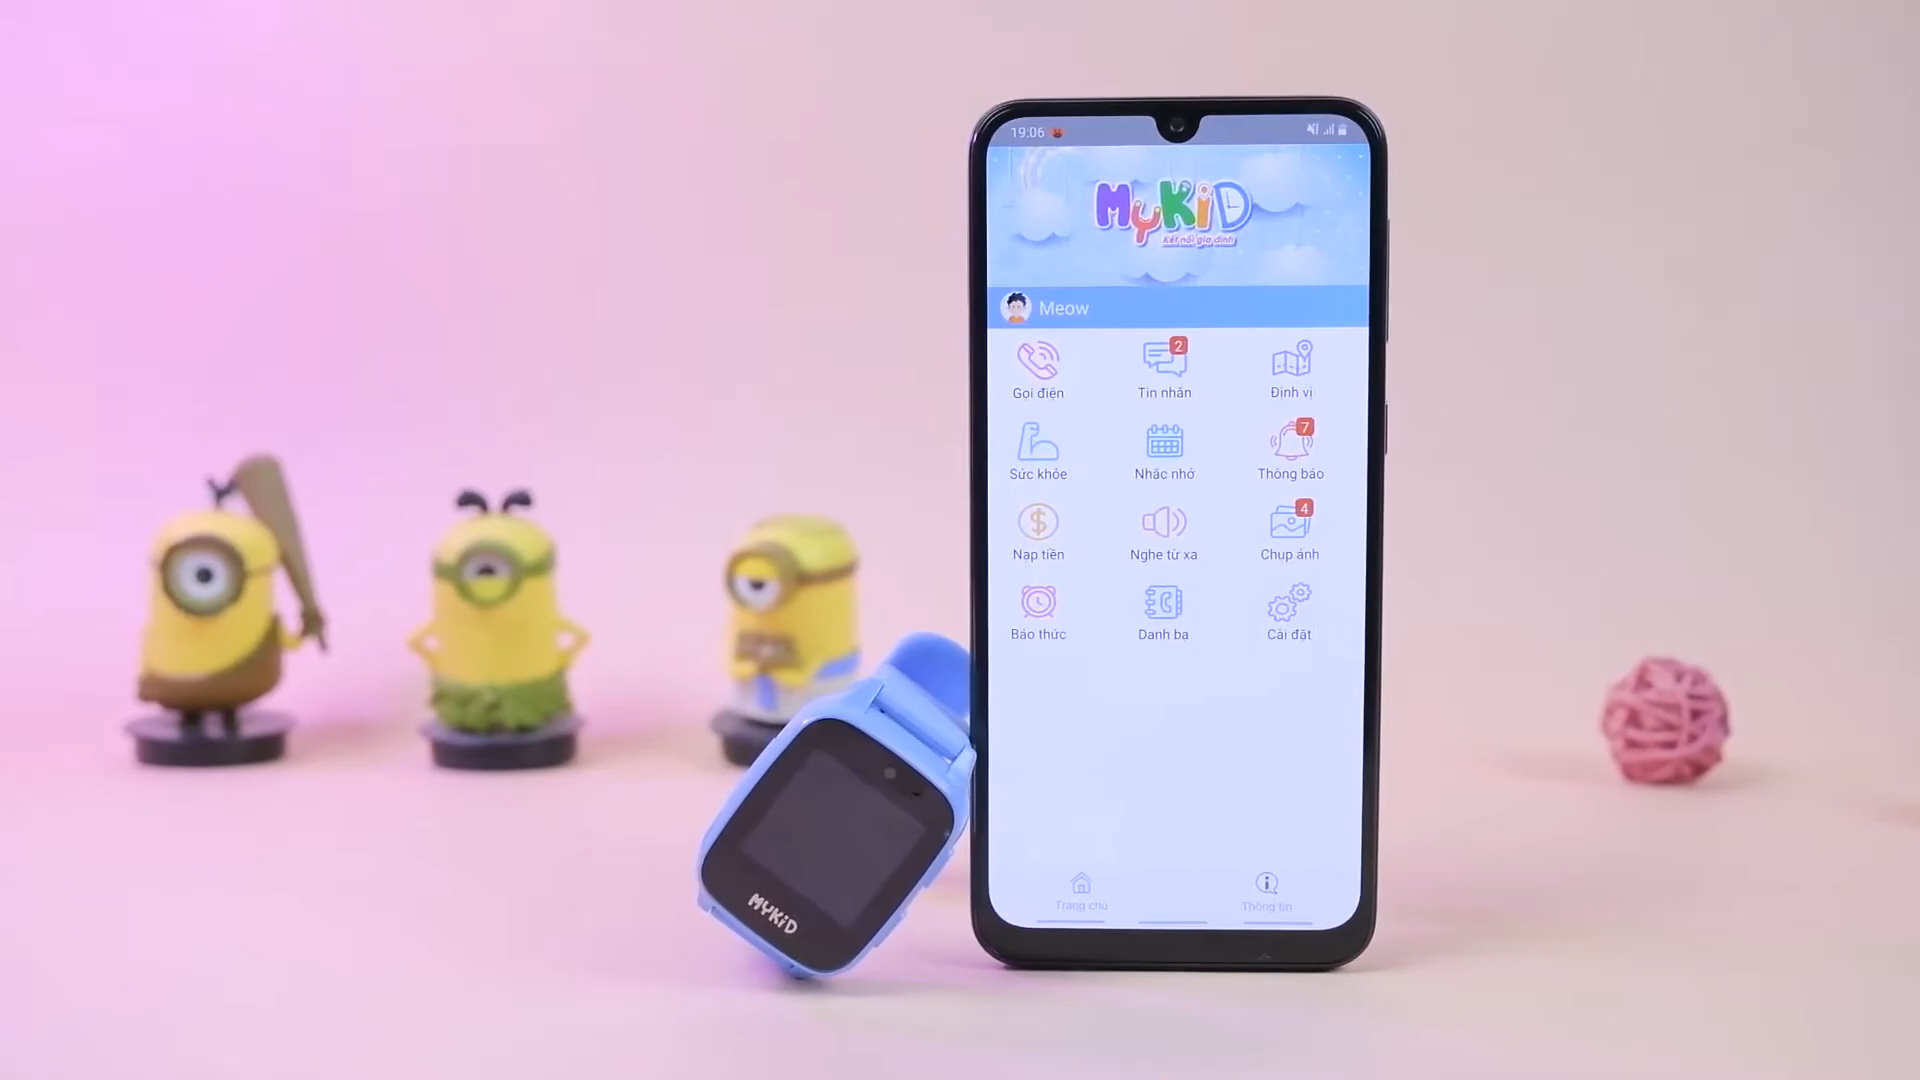 19:06
MyKiD
Kết nối gia đình
Meow
2
Gọi điện
Tin nhắn
Định vị
7
Sức khỏe
Nhắc nhở
Thông báo
4
Nạp tiền
Nghe từ xa
Chụp ảnh
Báo thức
Danh bạ
Cài đặt
Trang chủ
Thông tin
MYKiD